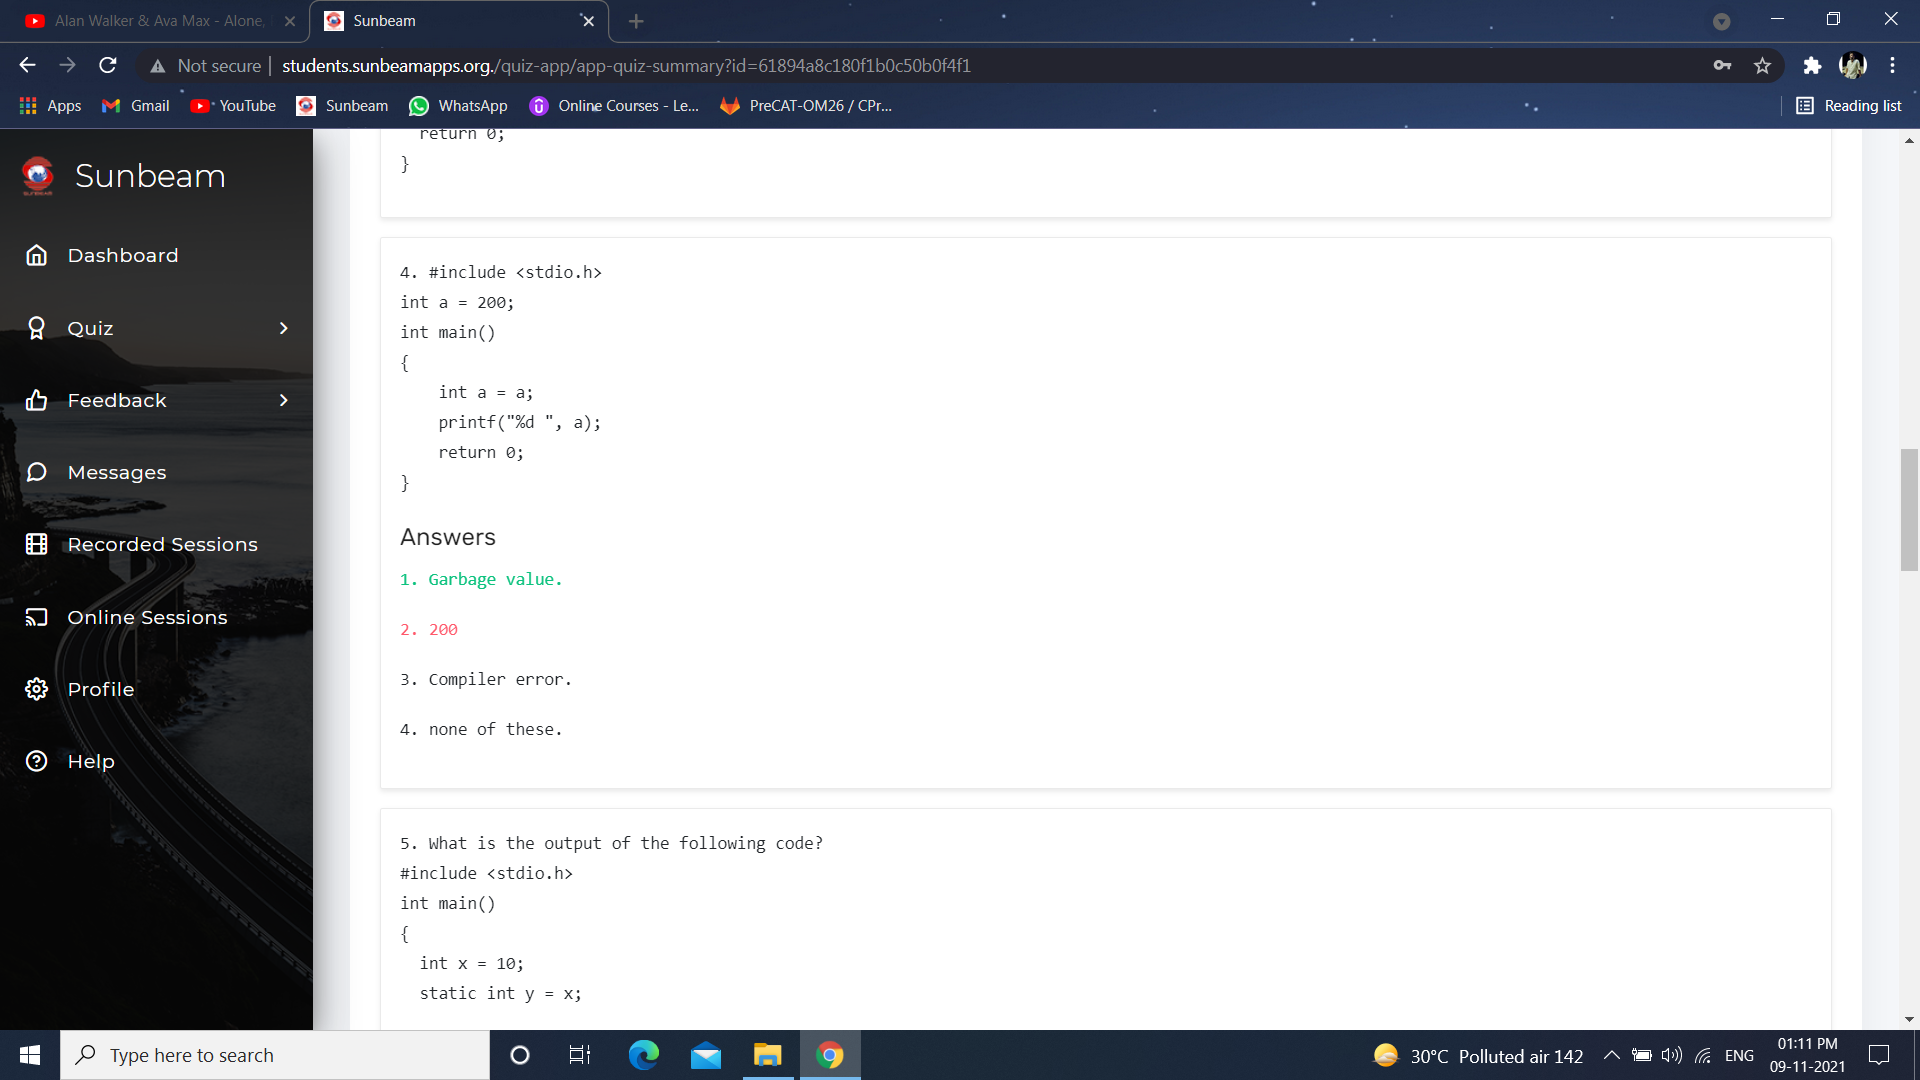 Alan Walker & Ava Max - Alone,
Sunbeam
Not secure
students.sunbeamapps.org./quiz-app/app-quiz-summary?id=61894a8c180f1b0c50b0f4f1
Apps
Gmail
YouTube
Sunbeam
WhatsApp
Online Courses - Le...
PreCAT-OM26 / CPr...
Reading list
Sunbeam
Dashboard
Quiz
Feedback
Messages
Recorded Sessions
Online Sessions
Profile
Help
return 0;
}
4. #include <stdio.h>
int a = 200;
int main()
{
int a = a;
printf("%d ", a);
return 0;
}
Answers
1. Garbage value.
2. 200
3. Compiler error.
4. none of these.
5. What is the output of the following code?
#include <stdio.h>
int main()
{
int x = 10;
static int y = x;
Type here to search
30°C Polluted air 142
ENG
01:11 PM
09-11-2021